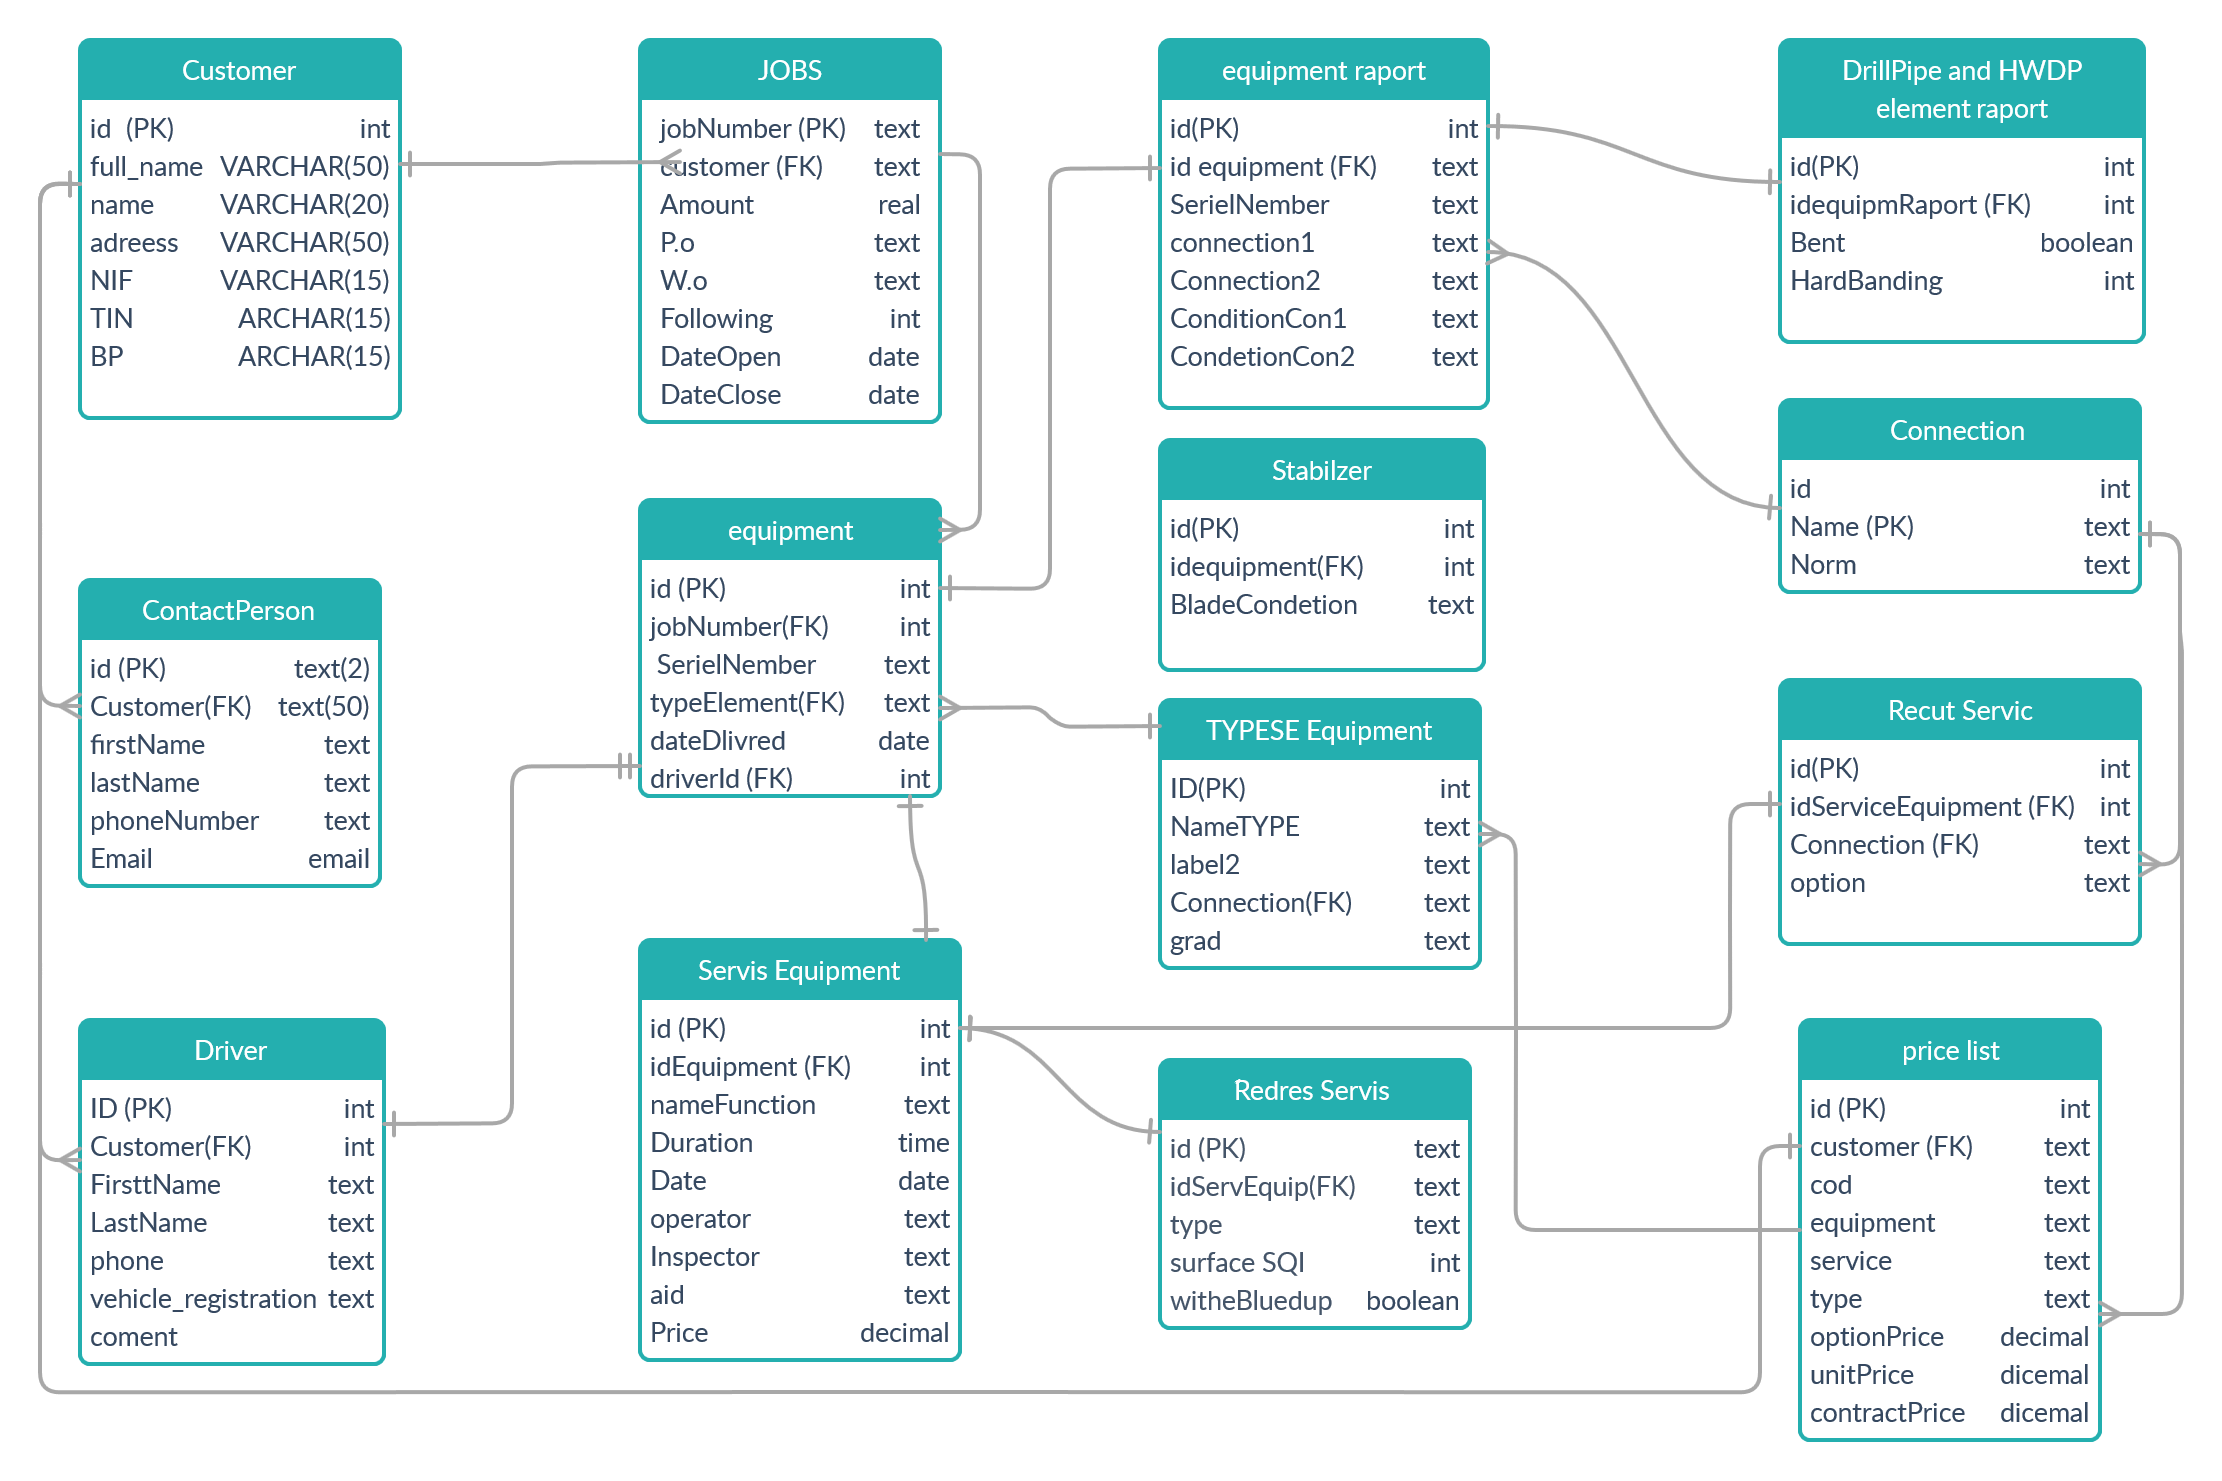 Customer
id (PK) int
full_name VARCHAR(50)
name VARCHAR(20)
adreess VARCHAR(50)
NIF VARCHAR(15)
TIN ARCHAR(15)
BP ARCHAR(15)
JOBS
jobNumber (PK) text
customer (FK) text
Amount real
P.o text
W.o text
Following int
DateOpen date
DateClose date
equipment raport
id(PK) int
id equipment (FK) text
SerielNember text
connection1 text
Connection2 text
ConditionCon1 text
CondetionCon2 text
DrillPipe and HWDP
element raport
id(PK) int
idequipmRaport (FK) int
Bent boolean
HardBanding int
Connection
id int
Name (PK) text
Norm text
Stabilzer
id(PK) int
idequipment(FK) int
BladeCondetion text
equipment
id (PK) int
jobNumber(FK) int
SerielNember text
typeElement(FK) text
dateDlivred date
driverId (FK) int
ContactPerson
id (PK) text(2)
Customer(FK) text(50)
firstName text
lastName text
phoneNumber text
Email email
TYPESE Equipment
ID(PK) int
NameTYPE text
label2 text
Connection(FK) text
grad text
Recut Servic
id(PK) int
idServiceEquipment (FK) int
Connection (FK) text
option text
Driver
ID (PK) int
Customer(FK) int
FirsttName text
LastName text
phone text
vehicle_registration text
coment
Servis Equipment
id (PK) int
idEquipment (FK) int
nameFunction text
Duration time
Date date
operator text
Inspector text
aid text
Price decimal
Redres Servis
id (PK) text
idServEquip(FK) text
type text
surface SQI int
witheBluedup boolean
price list
id (PK) int
customer (FK) text
cod text
equipment text
service text
type text
optionPrice decimal
unitPrice dicemal
contractPrice dicemal